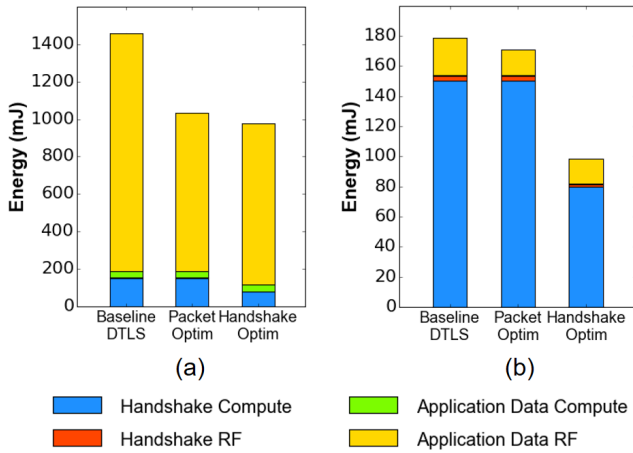 Energy (mJ)
1400
1200
1000
800
600
400
200
0
Baseline DTLS
Packet Optim
Handshake Optim
(a)
Energy (mJ)
180
160
140
120
100
80
60
40
20
0
Baseline DTLS
Packet Optim
Handshake Optim
(b)
Handshake Compute
Application Data Compute
Handshake RF
Application Data RF